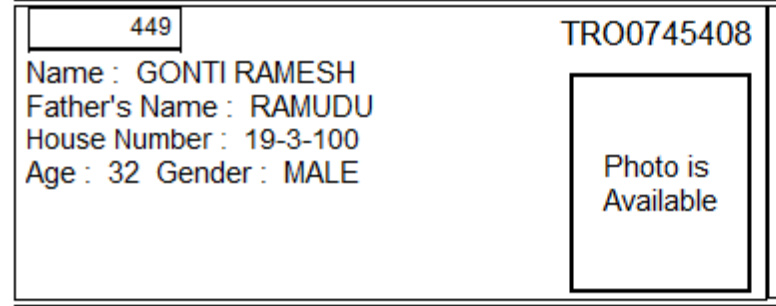 449
TRO0745408
Name : GONTI RAMESH
Father's Name : RAMUDU
House Number : 19-3-100
Age : 32 Gender : MALE
Photo is
Available